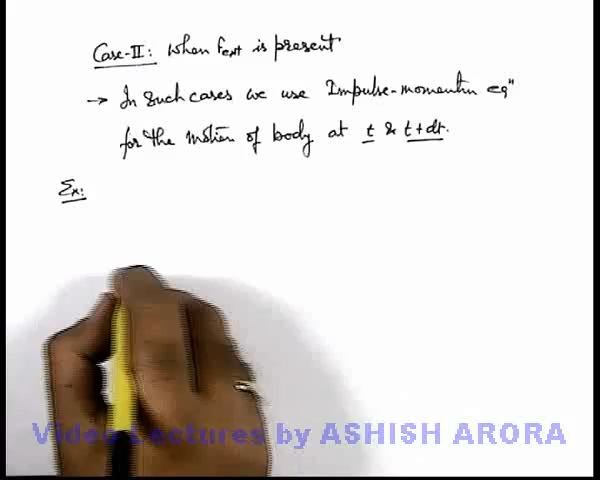 Case-II: When Fext is present
→ In such cases we use Impulse-momentum eqⁿ
for the motion of body at t & t+dt.
Ex:
Video Lectures by ASHISH ARORA